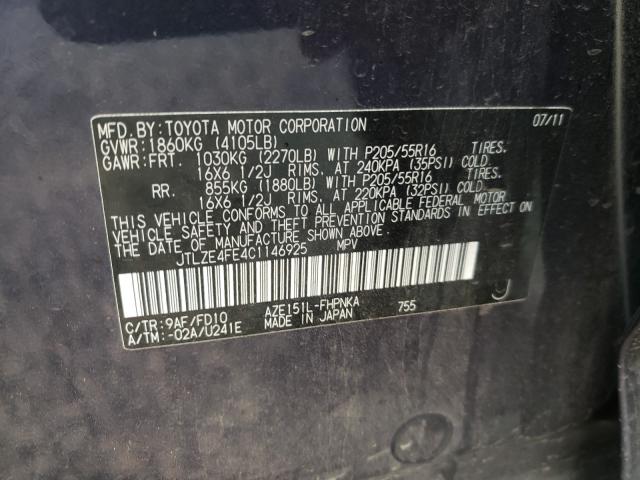 MFD.BY:TOYOTA MOTOR CORPORATION 07/11
GVWR:1860KG (4105LB)
GAWR:FRT. 1030KG (2270LB) WITH P205/55R16 TIRES.
16X6 1/2J RIMS. AT 240KPA (35PSI) COLD.
RR. 855KG (1880LB) WITH P205/55R16 TIRES.
16X6 1/2J RIMS. AT 220KPA (32PSI) COLD.
THIS VEHICLE CONFORMS TO ALL APPLICABLE FEDERAL MOTOR
VEHICLE SAFETY AND THEFT PREVENTION STANDARDS IN EFFECT ON
THE DATE OF MANUFACTURE SHOWN ABOVE.
JTLZE4FE4C1146925 MPV
C/TR:9AF/FD10 AZE151L-FHPNKA 755
A/TM:-02A/U241E MADE IN JAPAN